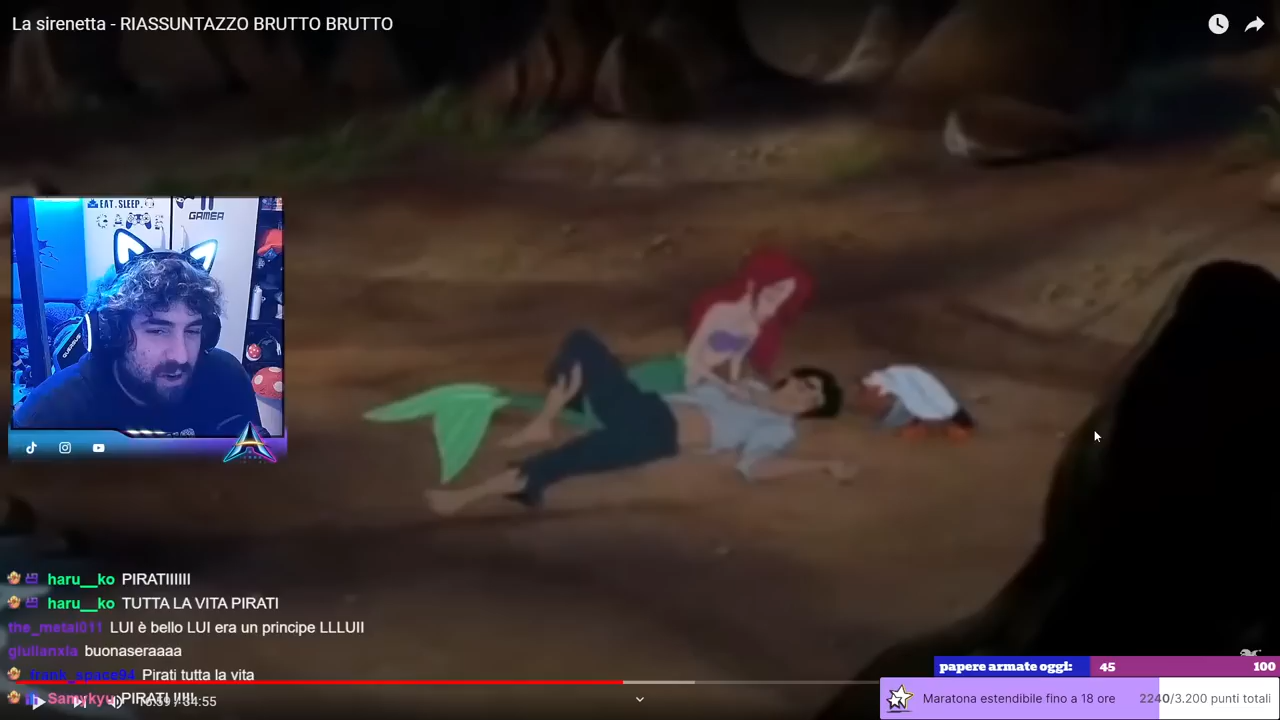 La sirenetta - RIASSUNTAZZO BRUTTO BRUTTO
EAT. SLEEP.
GAMEA
haru__ko PIRATIIIIII
haru__ko TUTTA LA VITA PIRATI
the_metal011 LUI è bello LUI era un principe LLLUII
giulianxia buonaseraaaa
frank_space94 Pirati tutta la vita
Samykyu PIRATI !!!!!
/ 34:55
papere armate oggi: 45 100
Maratona estendibile fino a 18 ore 2240/3.200 punti totali